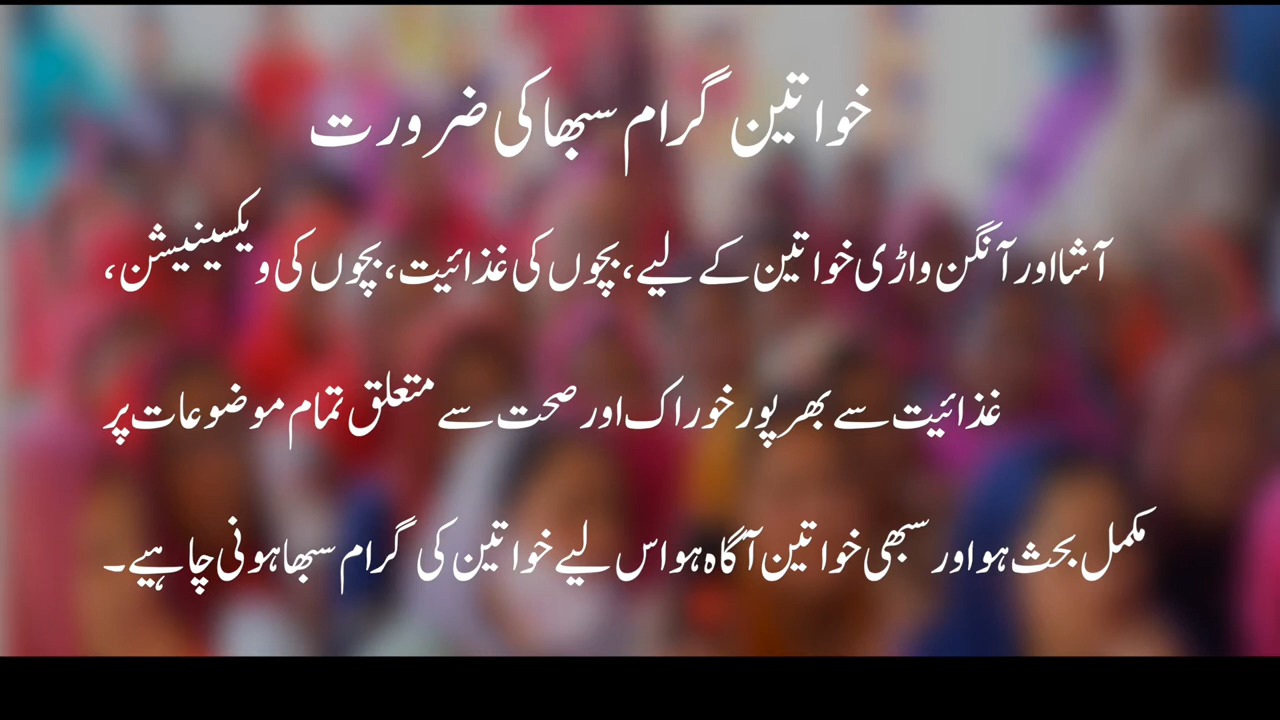 خواتین گرام سبھا کی ضرورت
آشا اور آنگن واڑی خواتین کے لیے، بچوں کی غذائیت، بچوں کی ویکسینیشن،
غذائیت سے بھرپور خوراک اور صحت سے متعلق تمام موضوعات پر
مکمل بحث ہو اور سبھی خواتین آگاہ ہو اس لیے خواتین کی گرام سبھا ہونی چاہیے۔